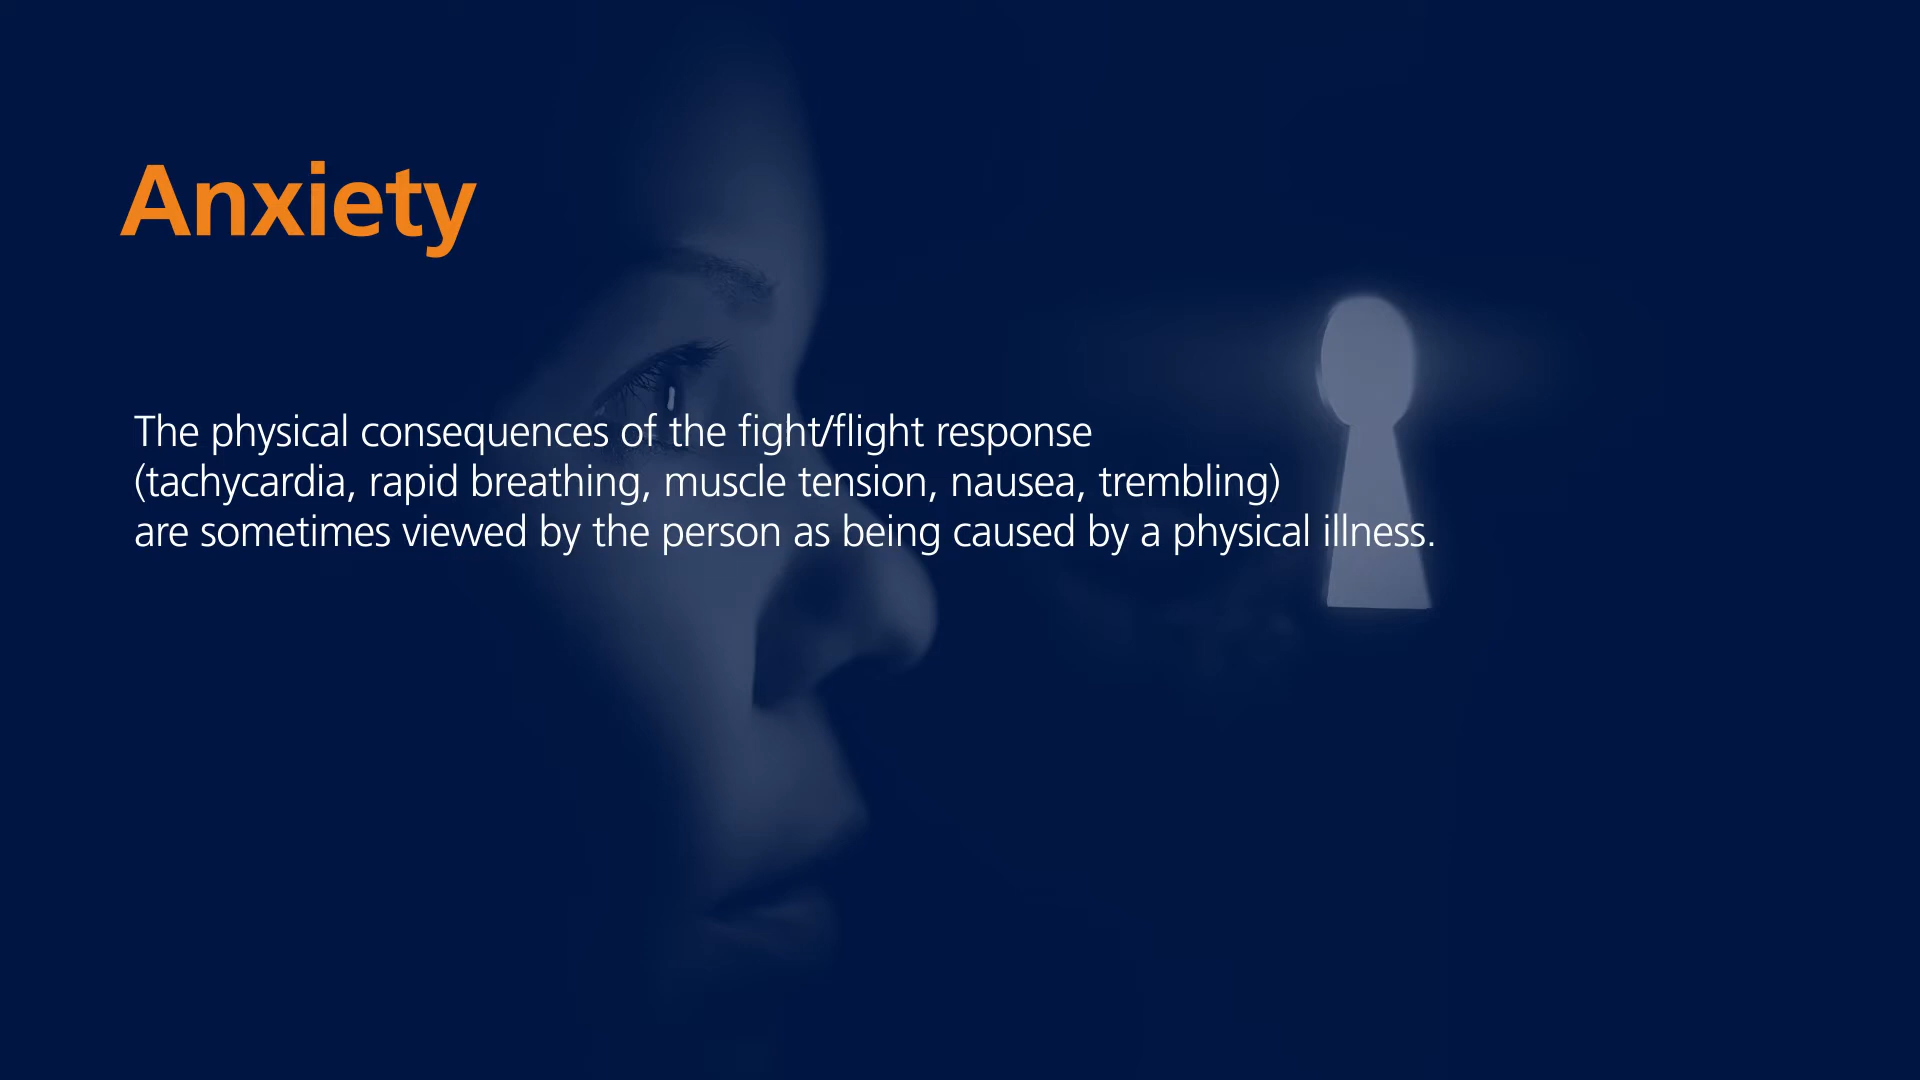 Anxiety
The physical consequences of the fight/flight response
(tachycardia, rapid breathing, muscle tension, nausea, trembling)
are sometimes viewed by the person as being caused by a physical illness.